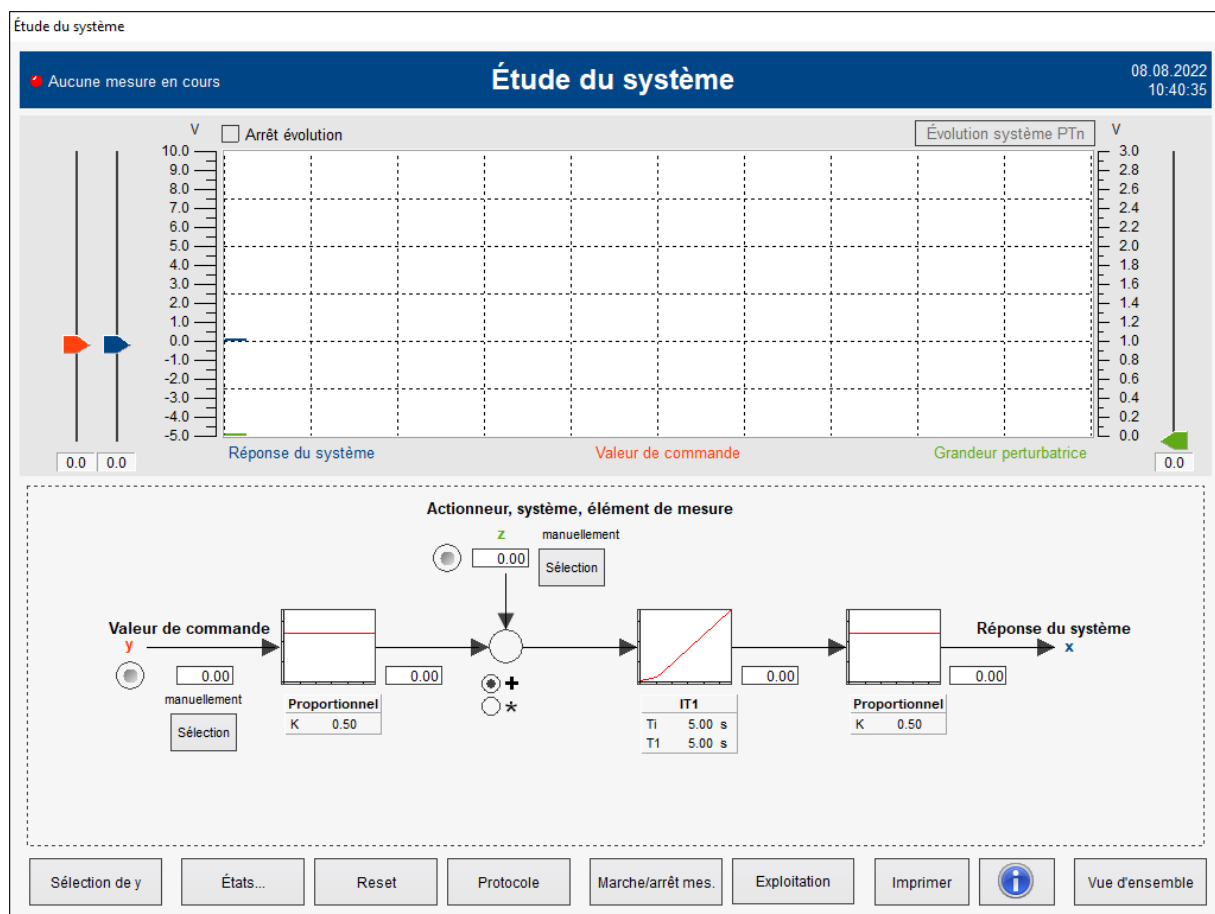 Étude du système
Aucune mesure en cours
Étude du système
08.08.2022
10:40:35
V
Arrêt évolution
Évolution système PTn
V
10.0
9.0
8.0
7.0
6.0
5.0
4.0
3.0
2.0
1.0
0.0
-1.0
-2.0
-3.0
-4.0
-5.0
3.0
2.8
2.6
2.4
2.2
2.0
1.8
1.6
1.4
1.2
1.0
0.8
0.6
0.4
0.2
0.0
0.0 0.0
Réponse du système
Valeur de commande
Grandeur perturbatrice
0.0
Actionneur, système, élément de mesure
z manuellement
0.00
Sélection
Valeur de commande
y
0.00
manuellement
Sélection
Proportionnel
K 0.50
0.00
+
*
IT1
Ti 5.00 s
T1 5.00 s
0.00
Proportionnel
K 0.50
0.00
Réponse du système
x
Sélection de y
États...
Reset
Protocole
Marche/arrêt mes.
Exploitation
Imprimer
i
Vue d'ensemble